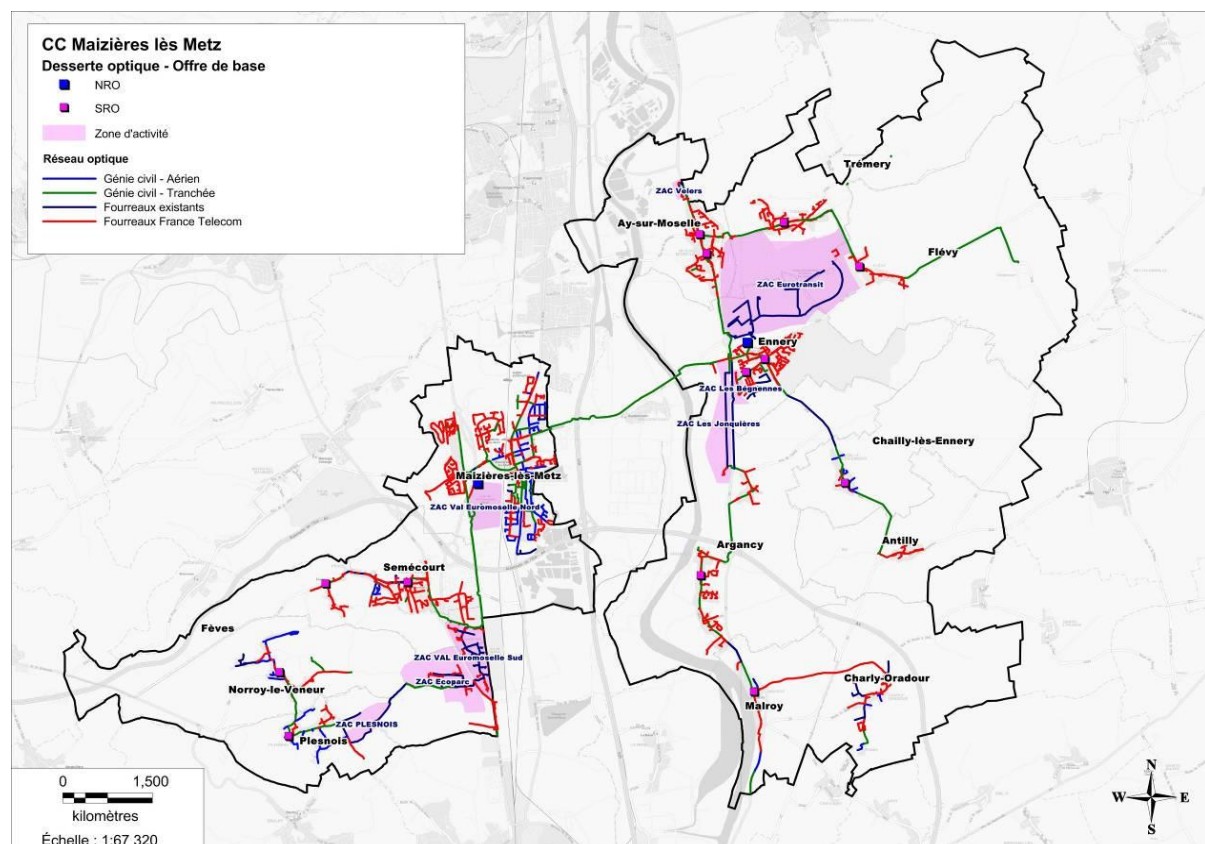 CC Maizières lès Metz
Desserte optique - Offre de base
NRO
SRO
Zone d'activité
Réseau optique
Génie civil - Aérien
Génie civil - Tranchée
Fourreaux existants
Fourreaux France Telecom
Trémery
ZAC Velers
Ay-sur-Moselle
Flévy
ZAC Eurotransit
Ennery
ZAC Les Bégnennes
ZAC Les Jonquières
Chailly-lès-Ennery
Maizières-lès-Metz
ZAC Val Euromoselle Nord
Antilly
Argancy
Semécourt
Fèves
ZAC VAL Euromoselle Sud
ZAC Ecoparc
Norroy-le-Veneur
Charly-Oradour
Malroy
ZAC PLESNOIS
Plesnois
0 1,500
kilomètres
Échelle : 1:67 320
N
W E
S